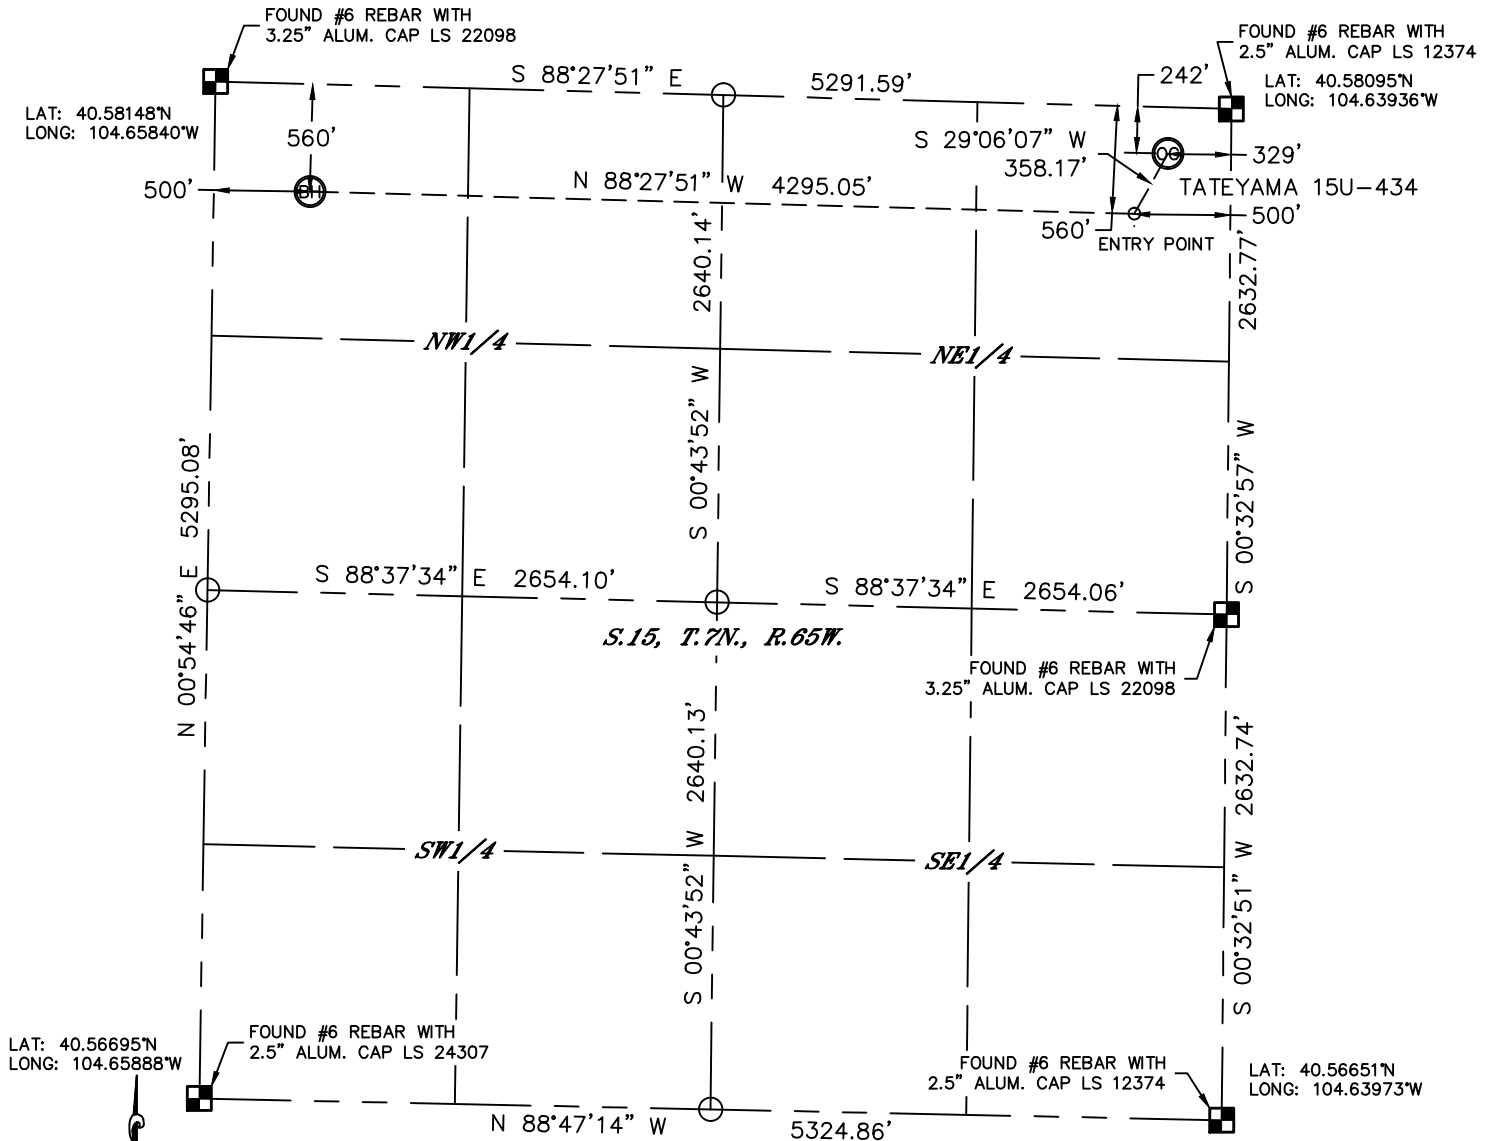 FOUND #6 REBAR WITH
3.25" ALUM. CAP LS 22098
FOUND #6 REBAR WITH
2.5" ALUM. CAP LS 12374
S 88°27'51" E
5291.59'
242'
LAT: 40.58095°N
LONG: 104.63936°W
LAT: 40.58148°N
LONG: 104.65840°W
560'
S 29°06'07" W
358.17'
OG
329'
N 88°27'51" W
4295.05'
500'
BH
TATEYAMA 15U-434
500'
560'
ENTRY POINT
2640.14'
2632.77'
NW1/4
NE1/4
S 00°43'52" W
S 00°32'57" W
N 00°54'46" E 5295.08'
S 88°37'34" E 2654.10'
S 88°37'34" E 2654.06'
S.15, T.7N., R.65W.
FOUND #6 REBAR WITH
3.25" ALUM. CAP LS 22098
S 00°43'52" W 2640.13'
S 00°32'51" W 2632.74'
SW1/4
SE1/4
LAT: 40.56695°N
LONG: 104.65888°W
FOUND #6 REBAR WITH
2.5" ALUM. CAP LS 24307
FOUND #6 REBAR WITH
2.5" ALUM. CAP LS 12374
LAT: 40.56651°N
LONG: 104.63973°W
N 88°47'14" W
5324.86'